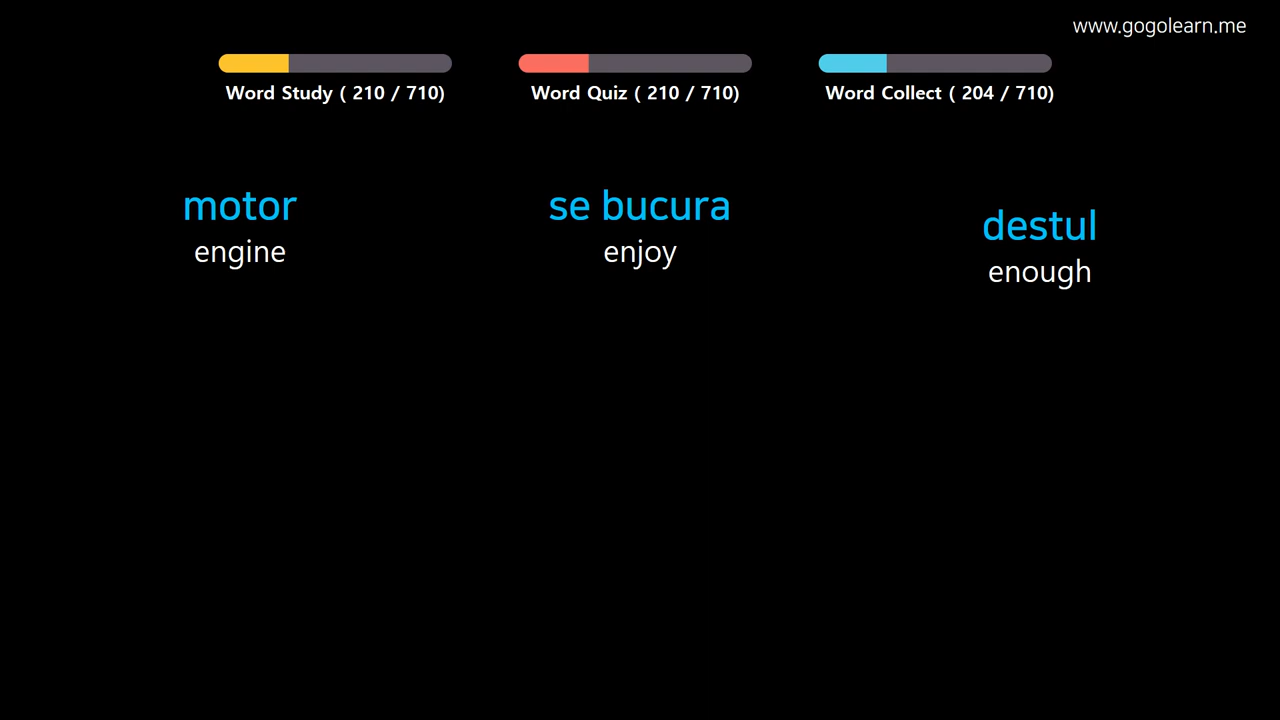 www.gogolearn.me
Word Study ( 210 / 710)
Word Quiz ( 210 / 710)
Word Collect ( 204 / 710)
motor
engine
se bucura
enjoy
destul
enough